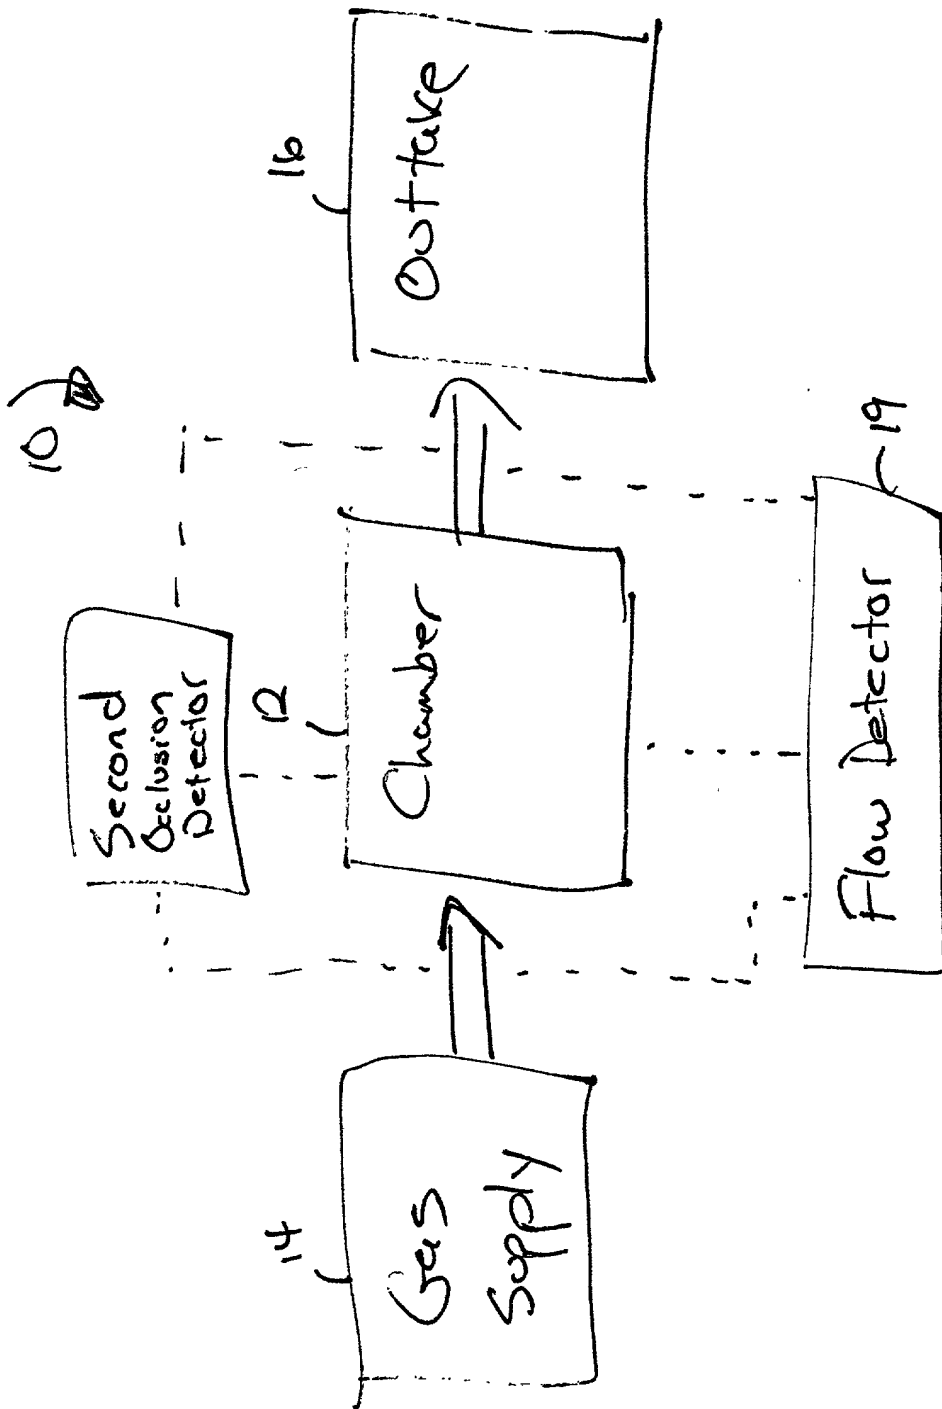 10
Second
Occlusion
Detector
14
12
16
Gas
Supply
Chamber
Outtake
Flow Detector
19